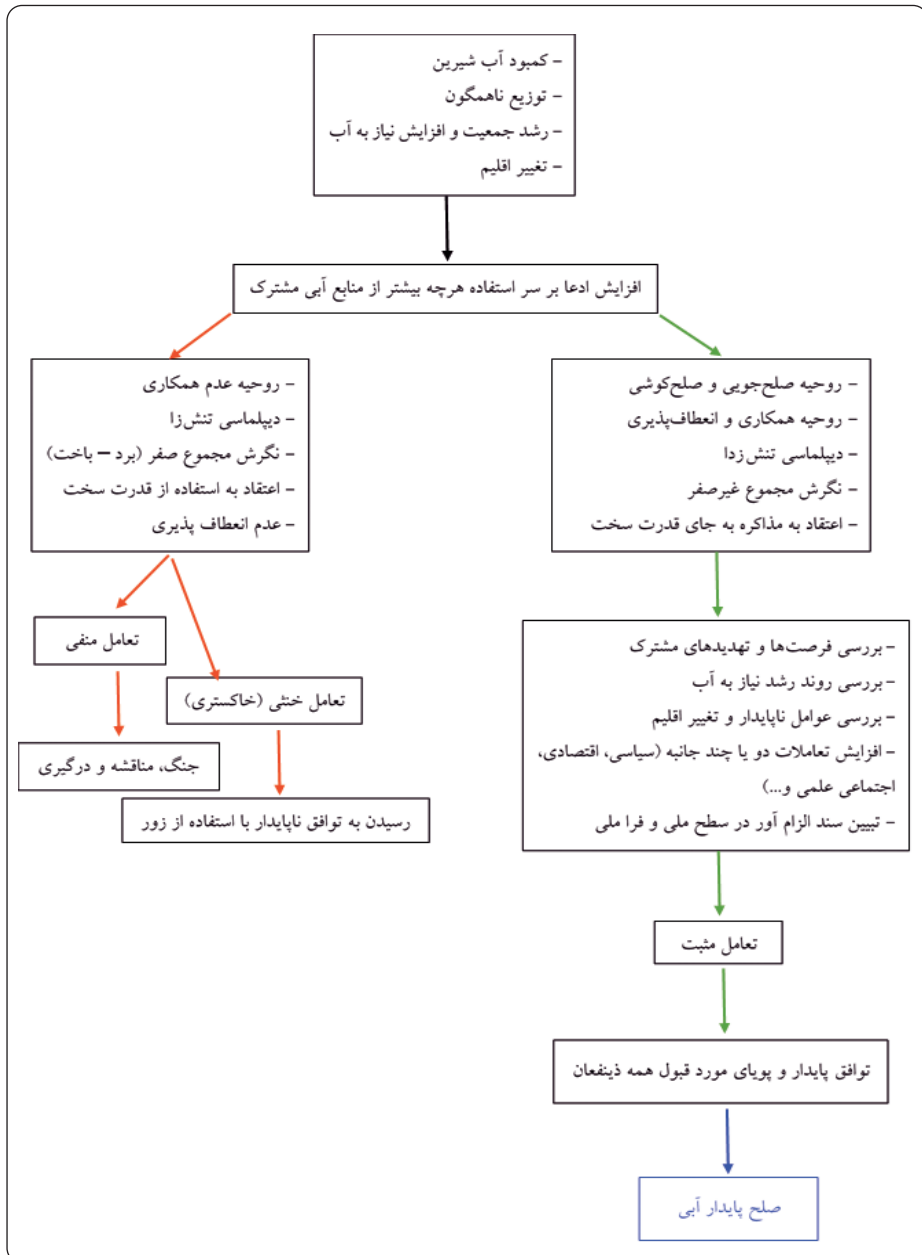 - کمبود آب شیرین
- توزیع ناهمگون
- رشد جمعیت و افزایش نیاز به آب
- تغییر اقلیم
افزایش ادعا بر سر استفاده هرچه بیشتر از منابع آبی مشترک
- روحیه صلح‌جویی و صلح‌کوشی
- روحیه همکاری و انعطاف‌پذیری
- دیپلماسی تنش‌زدا
- نگرش مجموع غیرصفر
- اعتقاد به مذاکره به جای قدرت سخت
- روحیه عدم همکاری
- دیپلماسی تنش‌زا
- نگرش مجموع صفر (برد – باخت)
- اعتقاد به استفاده از قدرت سخت
- عدم انعطاف پذیری
- بررسی فرصت‌ها و تهدیدهای مشترک
- بررسی روند رشد نیاز به آب
- بررسی عوامل ناپایدار و تغییر اقلیم
- افزایش تعاملات دو یا چند جانبه (سیاسی، اقتصادی،
اجتماعی علمی و...)
- تبیین سند الزام آور در سطح ملی و فرا ملی
تعامل منفی
تعامل خنثی (خاکستری)
جنگ، مناقشه و درگیری
رسیدن به توافق ناپایدار با استفاده از زور
تعامل مثبت
توافق پایدار و پویای مورد قبول همه ذینفعان
صلح پایدار آبی